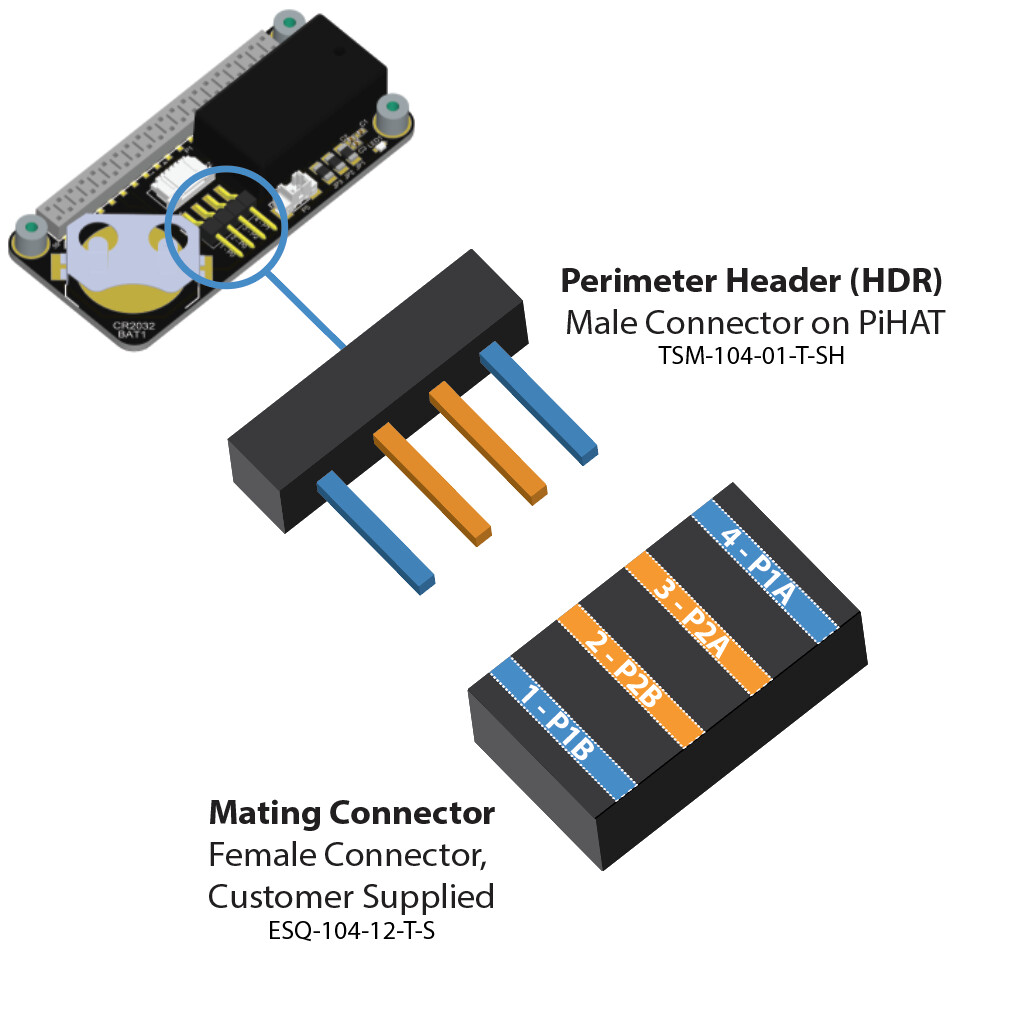 CR2032
BAT1
Perimeter Header (HDR)
Male Connector on PiHAT
TSM-104-01-T-SH
4 - P1A
3 - P2A
2 - P2B
1 - P1B
Mating Connector
Female Connector,
Customer Supplied
ESQ-104-12-T-S